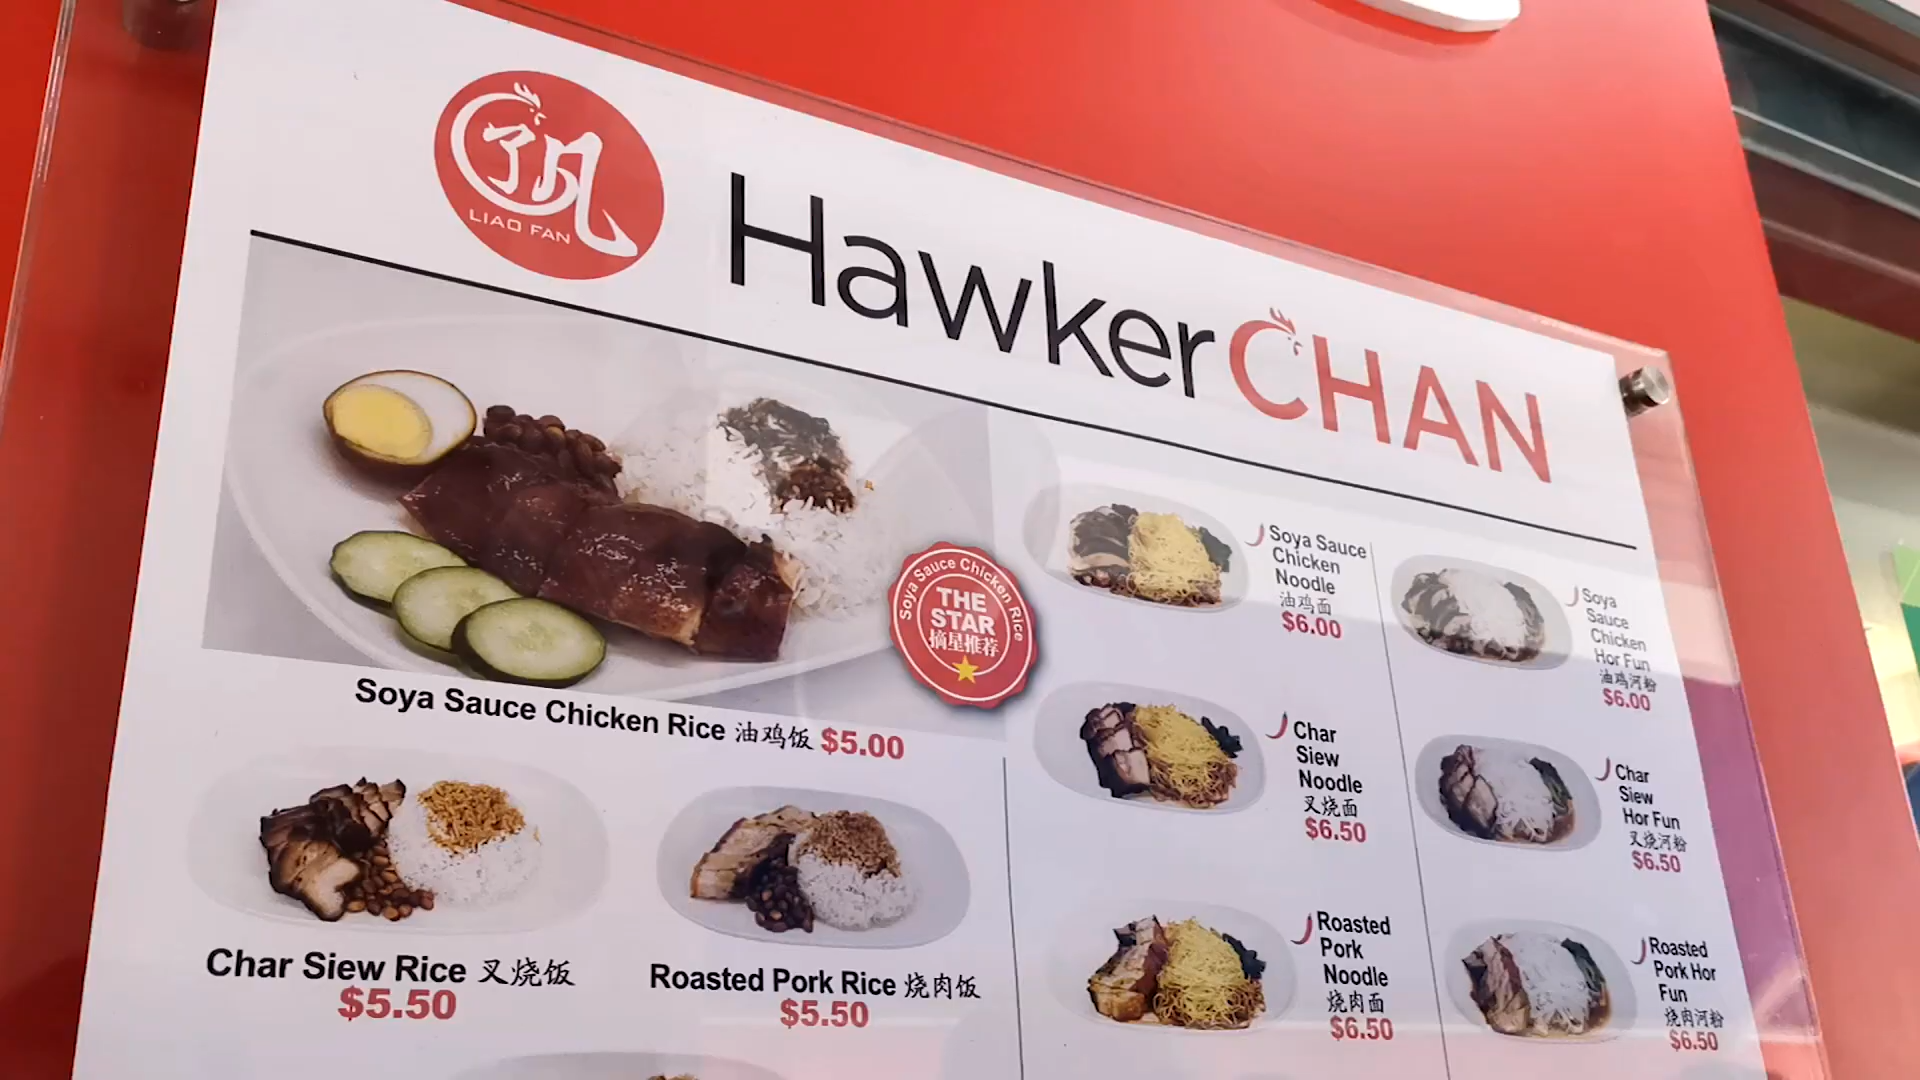 了凡
LIAO FAN
HawkerCHAN
Soya Sauce Chicken Rice
THE
STAR
摘星推荐
Soya Sauce Chicken Rice 油鸡饭 $5.00
Char Siew Rice 叉烧饭
$5.50
Roasted Pork Rice 烧肉饭
$5.50
Soya Sauce
Chicken
Noodle
油鸡面
$6.00
Char
Siew
Noodle
叉烧面
$6.50
Roasted
Pork
Noodle
烧肉面
$6.50
Soya
Sauce
Chicken
Hor Fun
油鸡河粉
$6.00
Char
Siew
Hor Fun
叉烧河粉
$6.50
Roasted
Pork Hor
Fun
烧肉河粉
$6.50